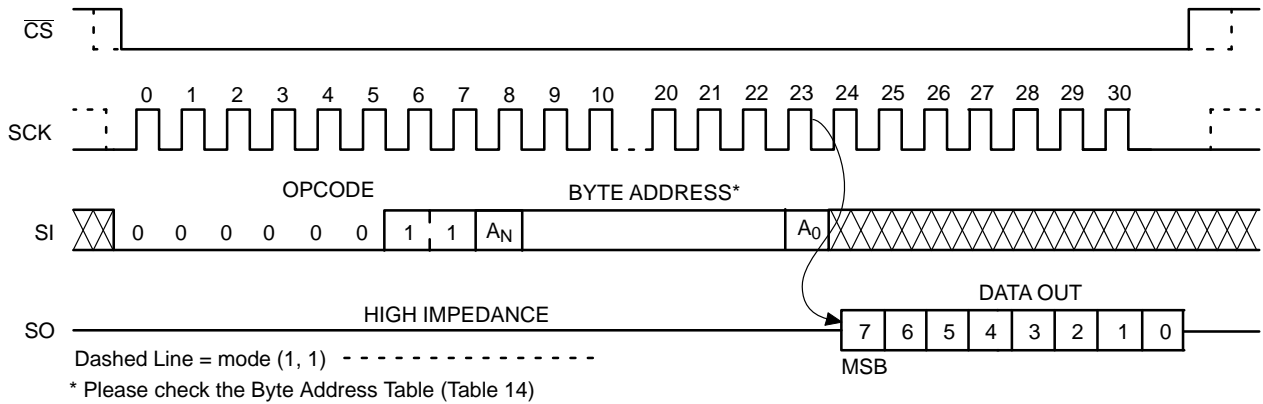 CS
0 1 2 3 4 5 6 7 8 9 10 20 21 22 23 24 25 26 27 28 29 30
SCK
OPCODE BYTE ADDRESS*
SI 0 0 0 0 0 0 1 1 AN A0
DATA OUT
HIGH IMPEDANCE
SO 7 6 5 4 3 2 1 0
Dashed Line = mode (1, 1)
MSB
* Please check the Byte Address Table (Table 14)